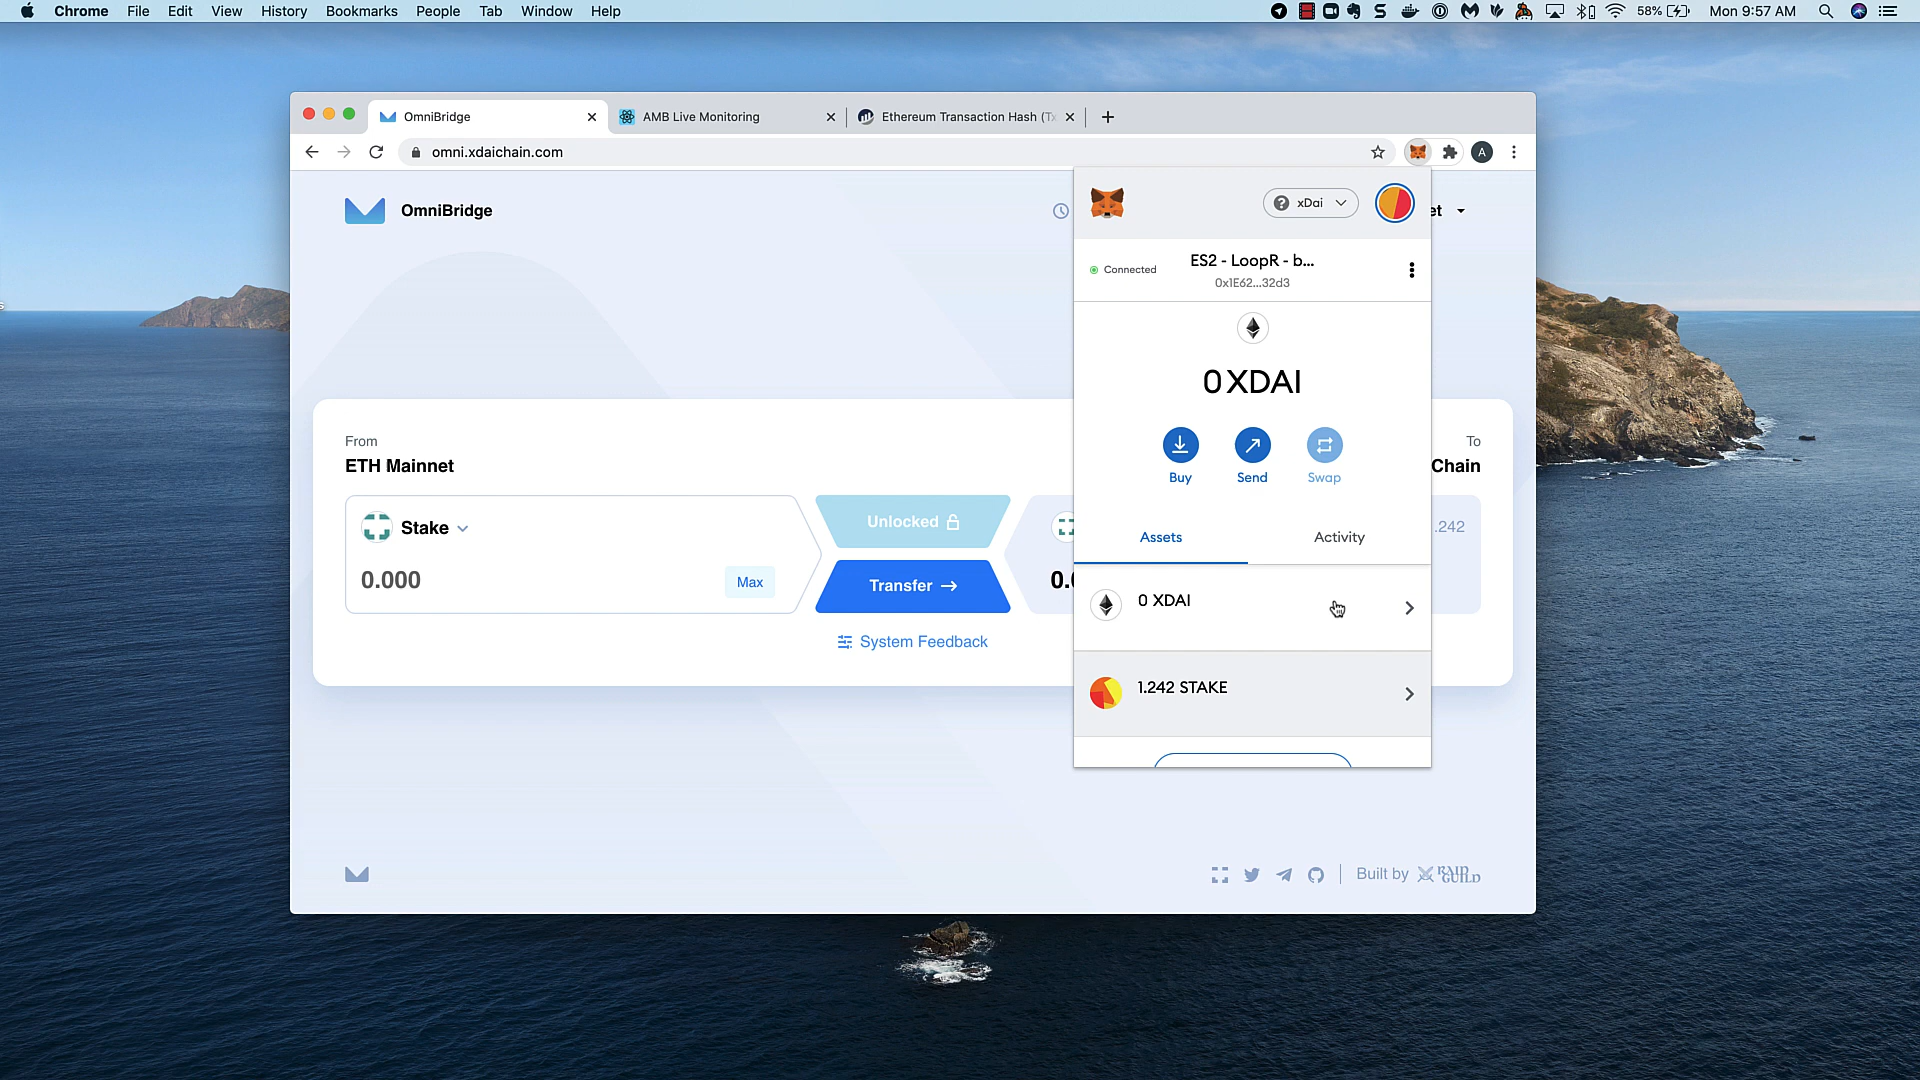 Chrome File Edit View History Bookmarks People Tab Window Help
58% Mon 9:57 AM
OmniBridge
AMB Live Monitoring
Ethereum Transaction Hash (Tx
omni.xdaichain.com
A
OmniBridge
xDai
et
Connected
ES2 - LoopR - b...
0x1E62...32d3
0 XDAI
Buy
Send
Swap
Assets
Activity
0 XDAI
1.242 STAKE
From
ETH Mainnet
To
Chain
Stake
0.000
Max
Unlocked
Transfer
System Feedback
.242
Built by RAID GUILD